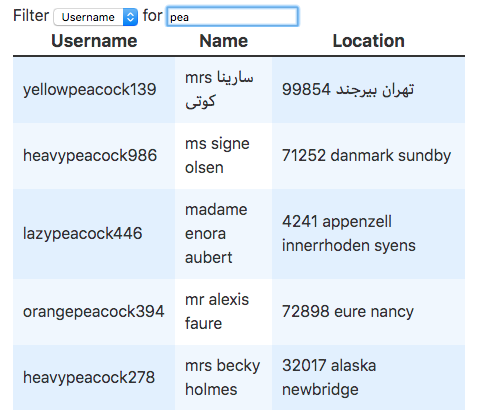 Filter Username for pea
Username Name Location
yellowpeacock139 mrs سارینا 99854 تهران بیرجند
کوتی
heavypeacock986 ms signe 71252 danmark sundby
olsen
lazypeacock446 madame 4241 appenzell
enora innerrhoden syens
aubert
orangepeacock394 mr alexis 72898 eure nancy
faure
heavypeacock278 mrs becky 32017 alaska
holmes newbridge